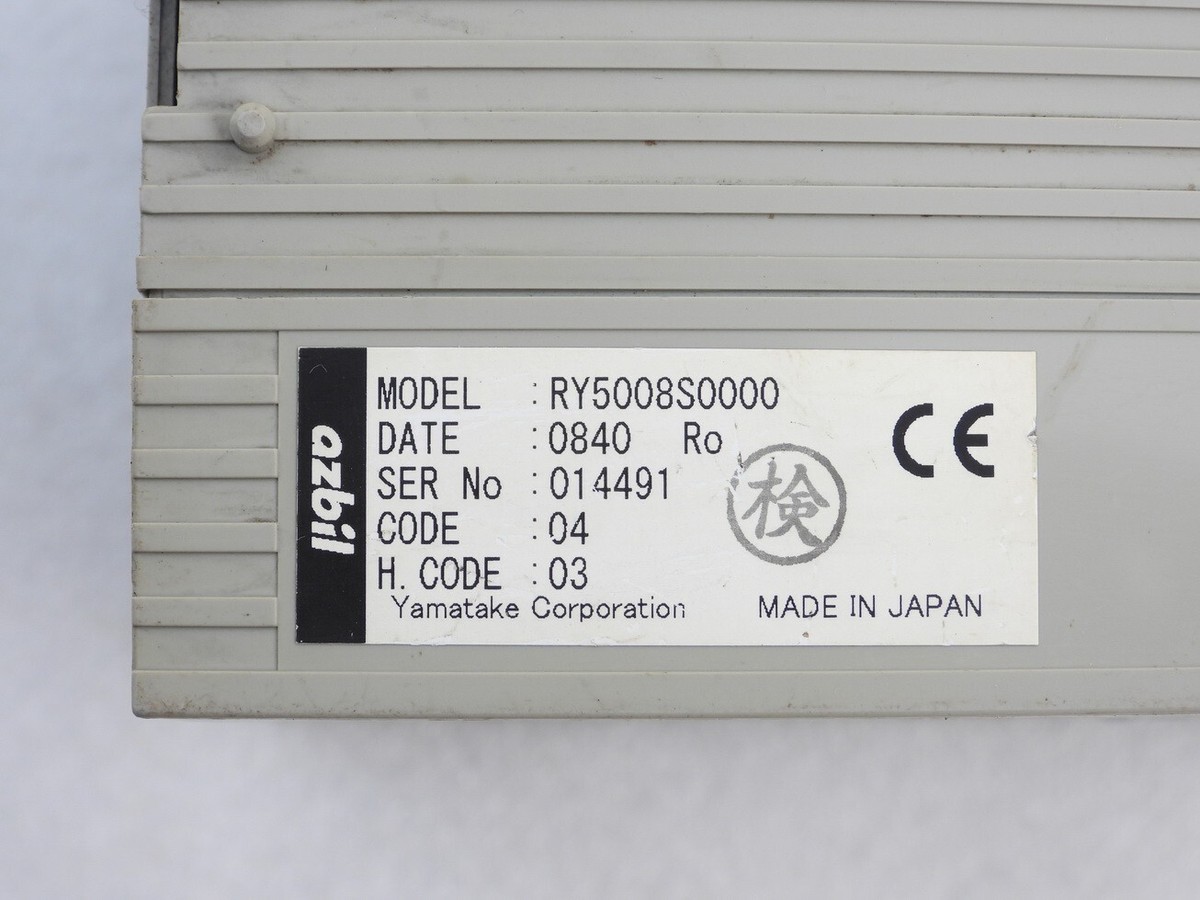 azbil
MODEL : RY5008S0000
DATE : 0840 Ro
SER No : 014491
CODE : 04
H. CODE : 03
Yamatake Corporation MADE IN JAPAN
検
CE